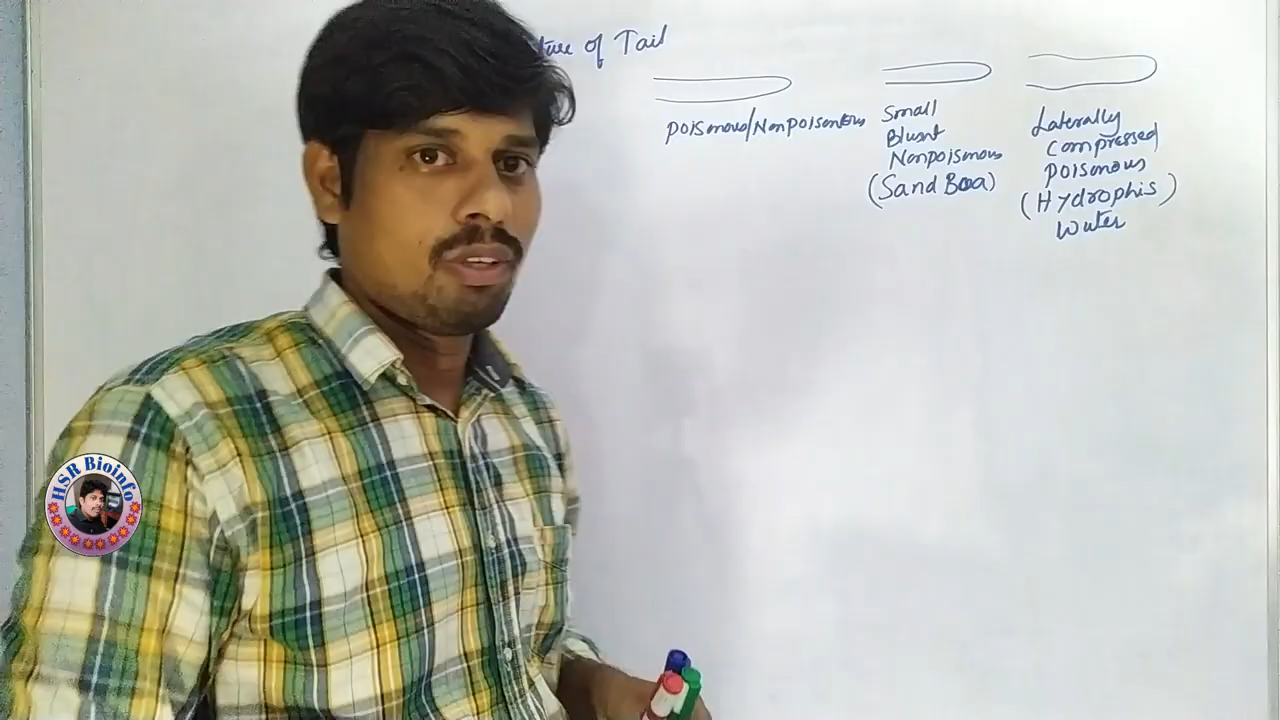 of Tail
Poisonous/Nonpoisonous
Small
Blunt
Nonpoisonous
(Sand Boa)
Laterally
compressed
Poisonous
(Hydrophis)
Water
HSR Bioinfo